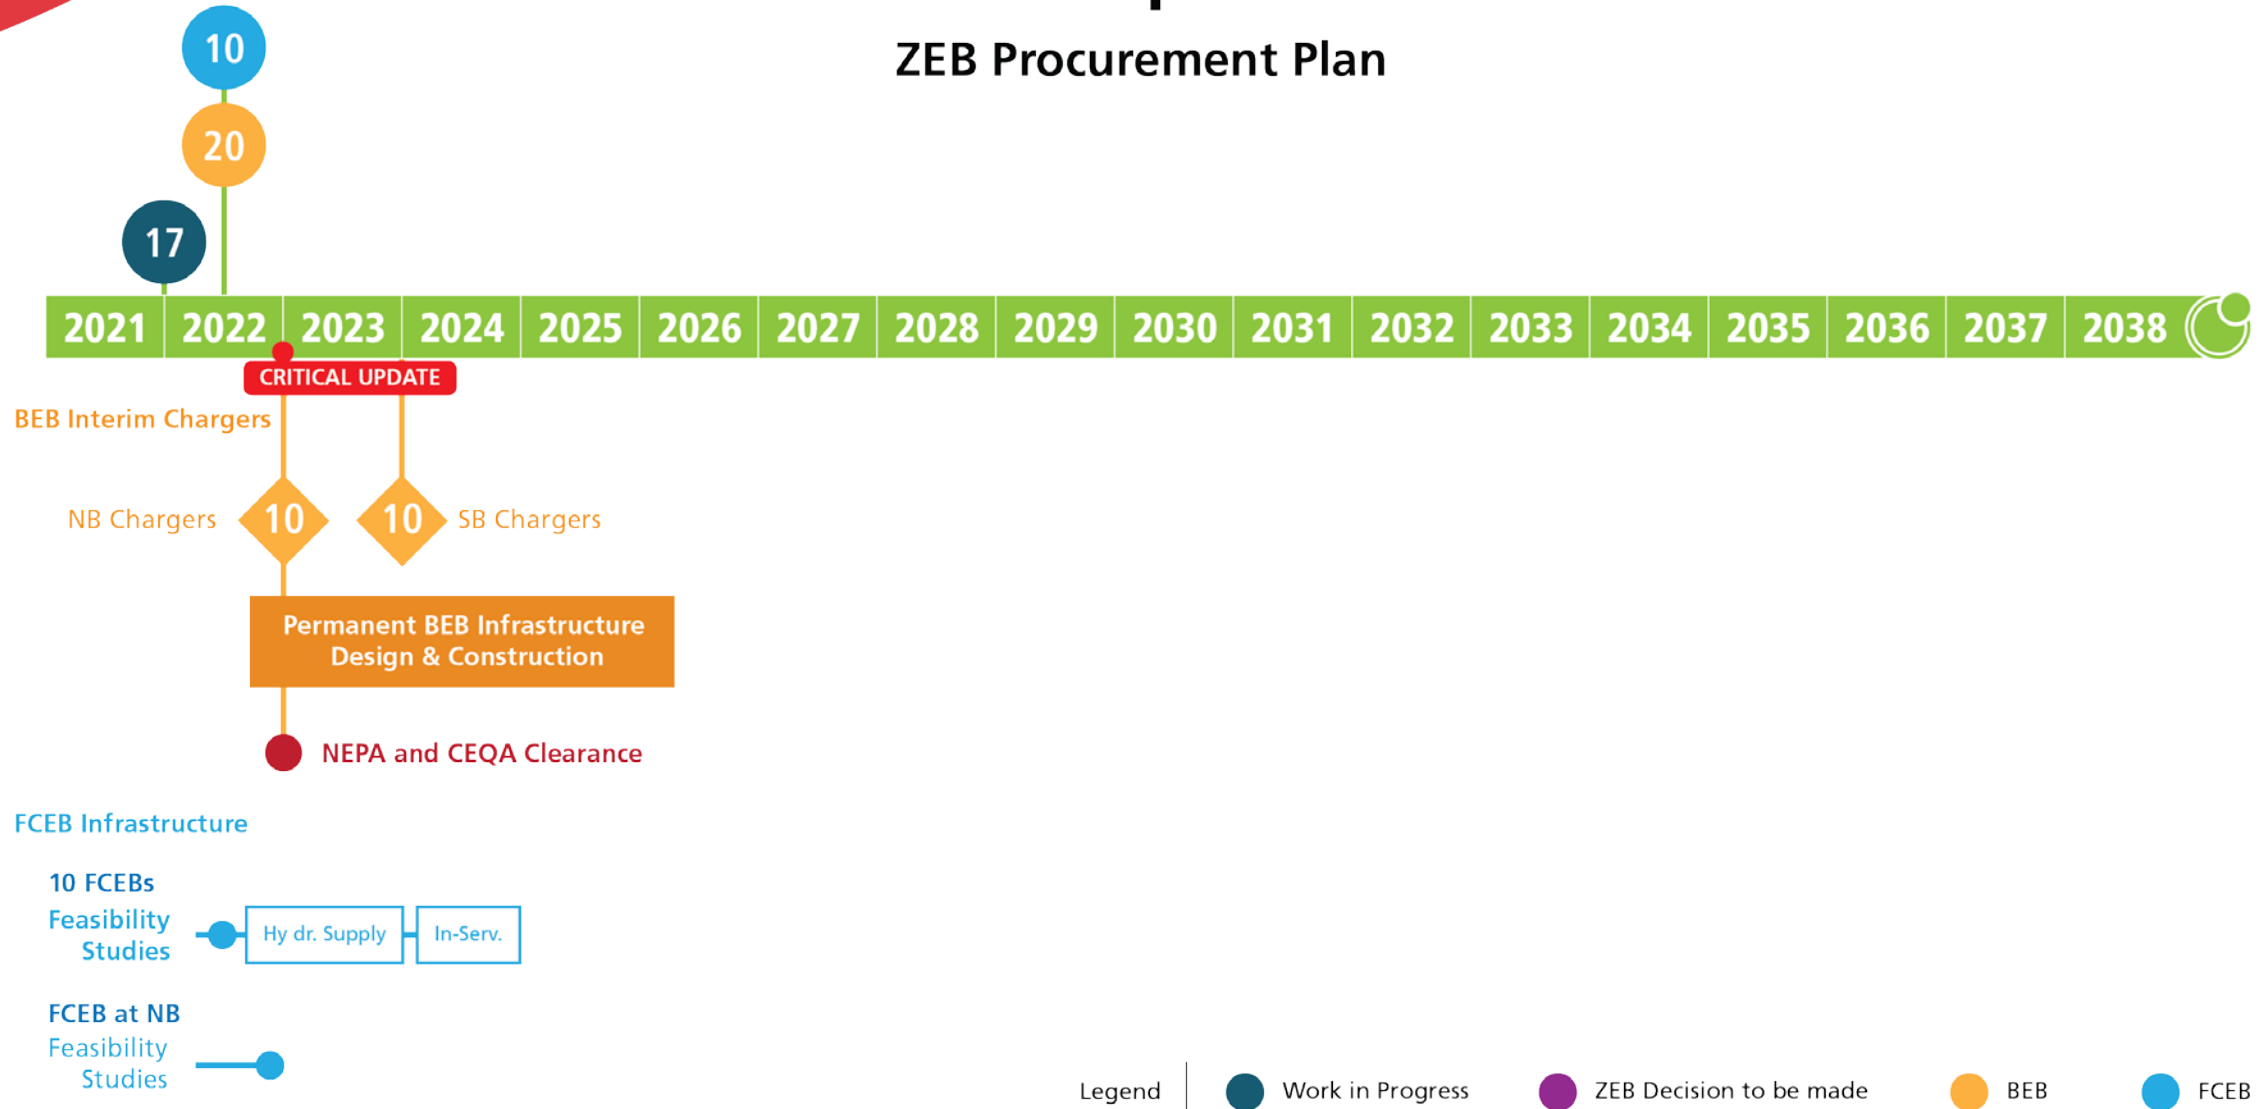 ZEB Procurement Plan
10
20
17
2021 2022 2023 2024 2025 2026 2027 2028 2029 2030 2031 2032 2033 2034 2035 2036 2037 2038
CRITICAL UPDATE
BEB Interim Chargers
NB Chargers 10 10 SB Chargers
Permanent BEB Infrastructure
Design & Construction
NEPA and CEQA Clearance
FCEB Infrastructure
10 FCEBs
Feasibility
Studies
Hy dr. Supply In-Serv.
FCEB at NB
Feasibility
Studies
Legend Work in Progress ZEB Decision to be made BEB FCEB